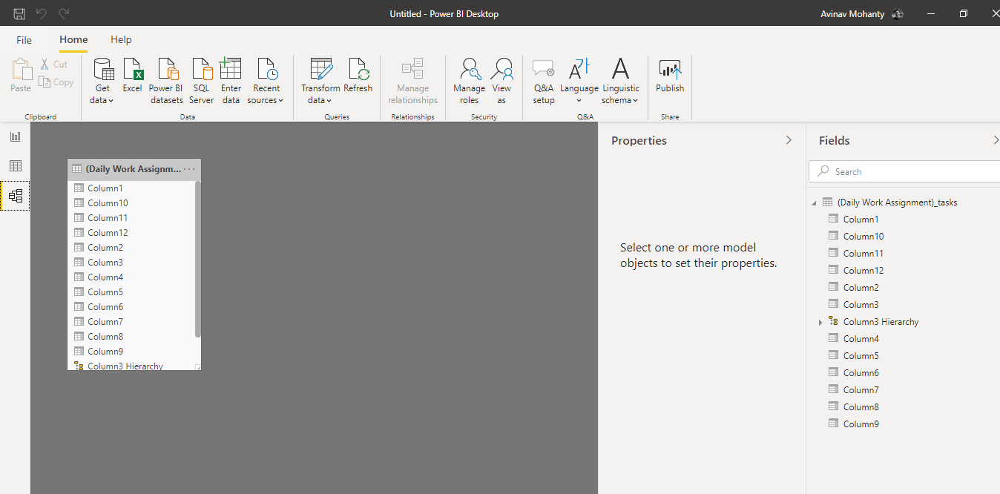 Untitled - Power BI Desktop
Avinav Mohanty
File
Home
Help
Paste
Cut
Copy
Clipboard
Get
data
Excel
Power BI
datasets
SQL
Server
Enter
data
Recent
sources
Data
Transform
data
Refresh
Queries
Manage
relationships
Relationships
Manage
roles
View
as
Security
Q&A
setup
Language
Linguistic
schema
Q&A
Publish
Share
(Daily Work Assignm...
Column1
Column10
Column11
Column12
Column2
Column3
Column4
Column5
Column6
Column7
Column8
Column9
Column3 Hierarchy
Properties
Select one or more model
objects to set their properties.
Fields
Search
(Daily Work Assignment)_tasks
Column1
Column10
Column11
Column12
Column2
Column3
Column3 Hierarchy
Column4
Column5
Column6
Column7
Column8
Column9